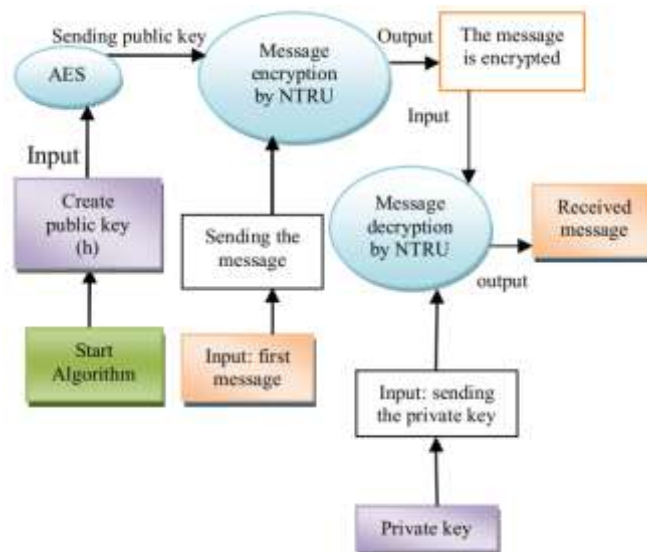 Sending public key
AES
Message
encryption
by NTRU
Output
The message
is encrypted
Input
Input
Create
public key
(h)
Sending the
message
Message
decryption
by NTRU
Received
message
output
Start
Algorithm
Input: first
message
Input: sending
the private key
Private key